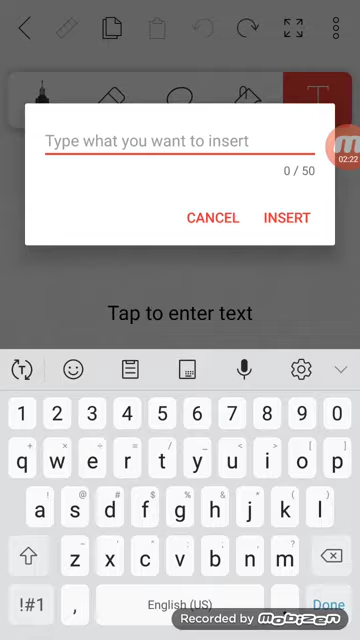 T
02:22
Type what you want to insert
0 / 50
CANCEL INSERT
Tap to enter text
T
1 2 3 4 5 6 7 8 9 0
+ × ÷ = / _ < > [ ]
q w e r t y u i o p
! @ # $ % & * ( )
a s d f g h j k l
- ' " : ; , ?
z x c v b n m
!#1 , English (US) Done
Recorded by MOBIZEN